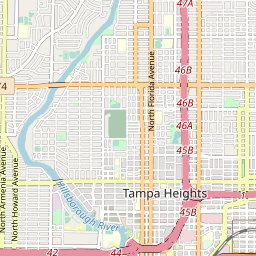 47A
46B
74
North Florida Avenue
46B
46A
45B
North Armenia Avenue
North Howard Avenue
Hillsborough River
Tampa Heights
45B
42
44